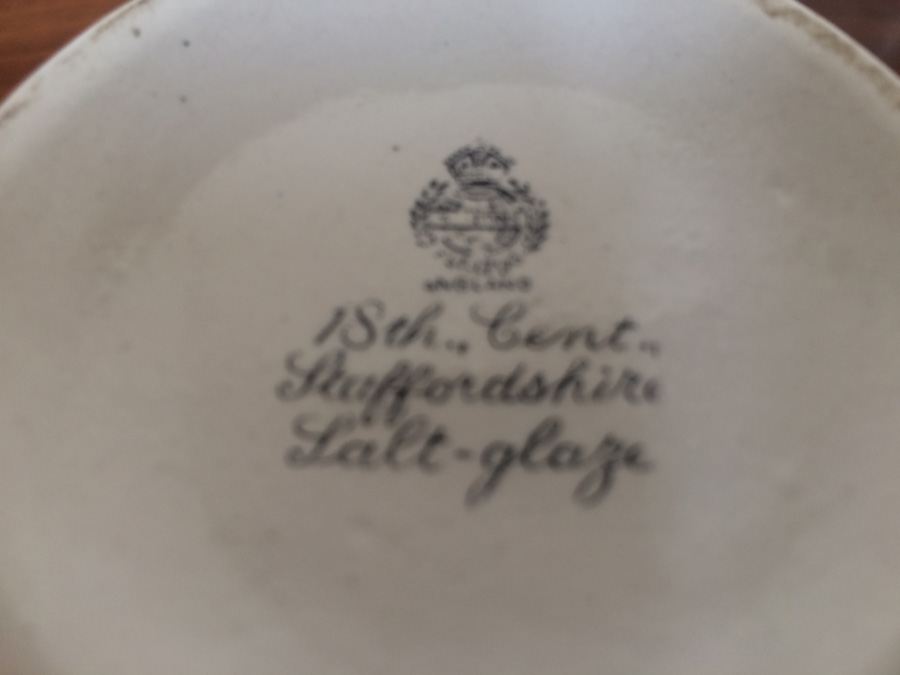 ENGLAND
18th., Cent.,
Staffordshire
Salt-glaze